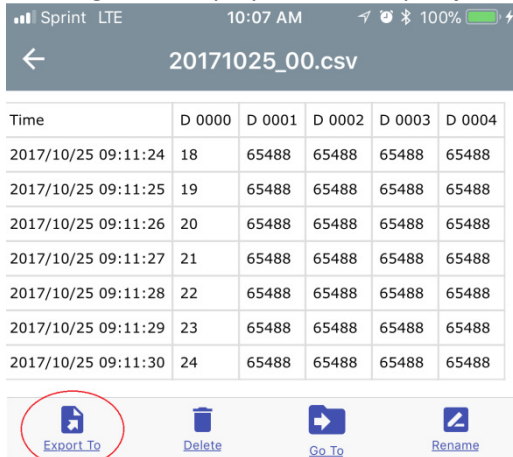 Sprint LTE 10:07 AM 100%
20171025_00.csv
Time D 0000 D 0001 D 0002 D 0003 D 0004
2017/10/25 09:11:24 18 65488 65488 65488 65488
2017/10/25 09:11:25 19 65488 65488 65488 65488
2017/10/25 09:11:26 20 65488 65488 65488 65488
2017/10/25 09:11:27 21 65488 65488 65488 65488
2017/10/25 09:11:28 22 65488 65488 65488 65488
2017/10/25 09:11:29 23 65488 65488 65488 65488
2017/10/25 09:11:30 24 65488 65488 65488 65488
Export To Delete Go To Rename